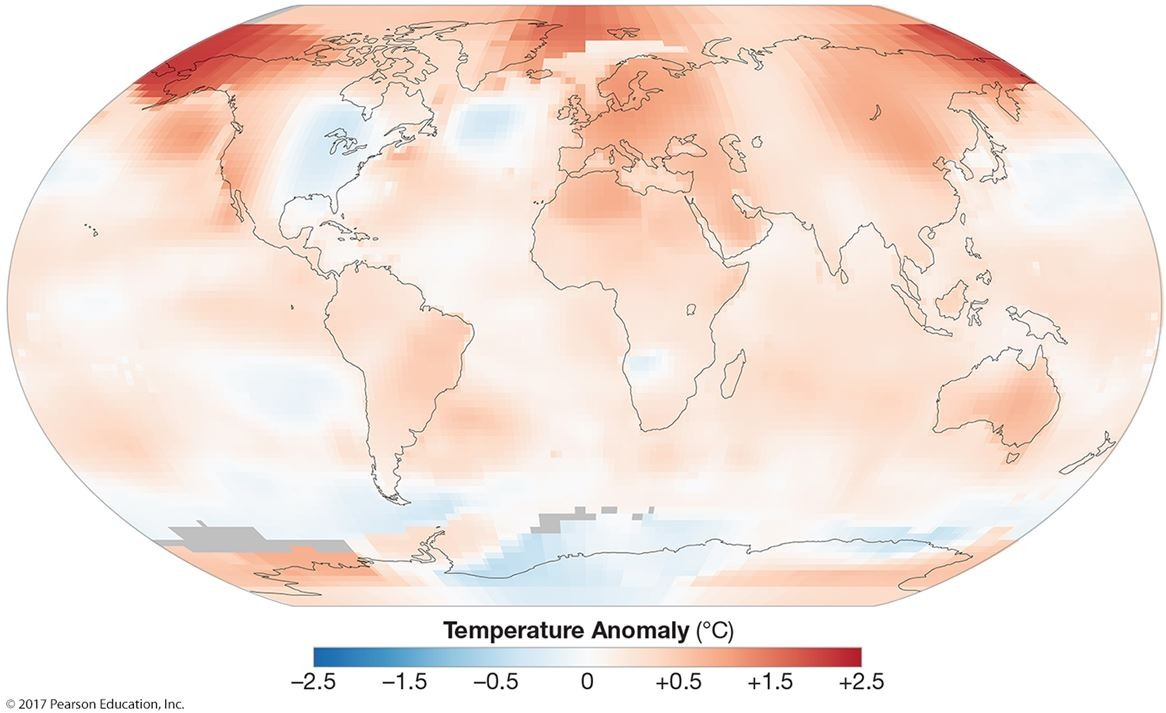 Temperature Anomaly (°C)
−2.5 −1.5 −0.5 0 +0.5 +1.5 +2.5
© 2017 Pearson Education, Inc.